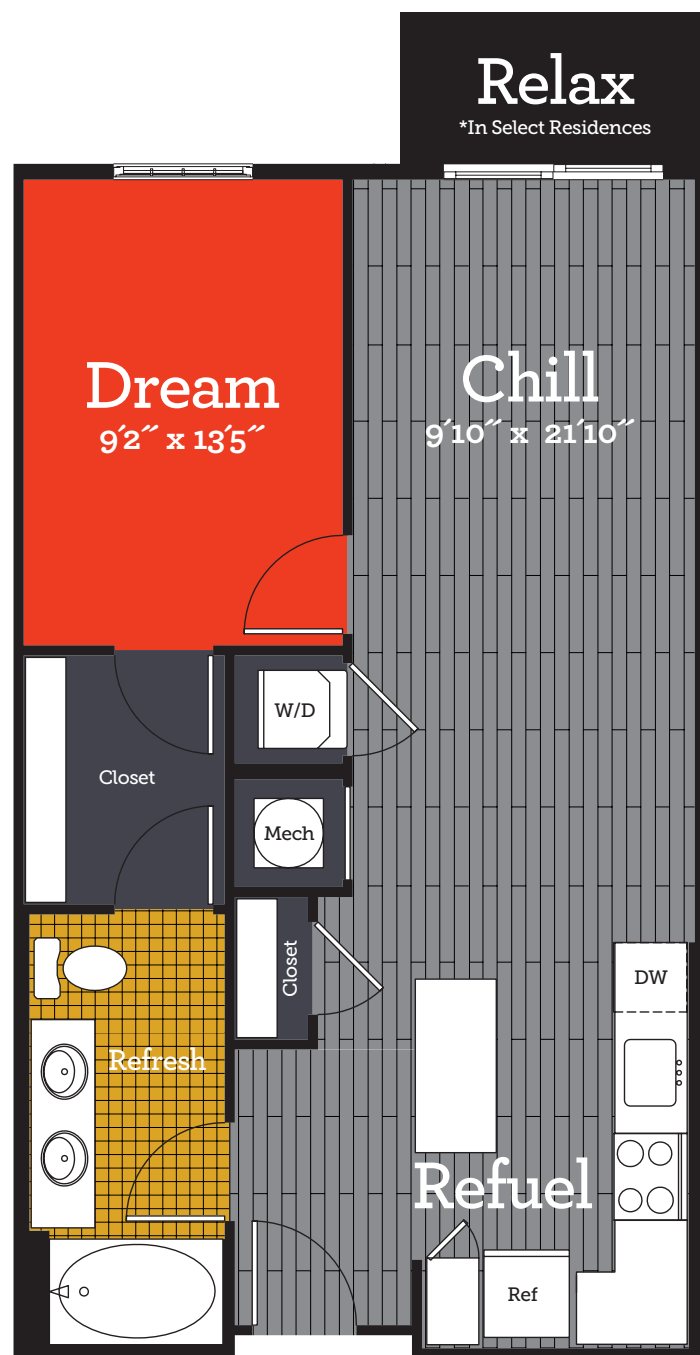 Relax
*In Select Residences
Dream
9′2″ x 13′5″
Chill
9′10″ x 21′10″
W/D
Closet
Mech
Closet
DW
Refresh
Refuel
Ref